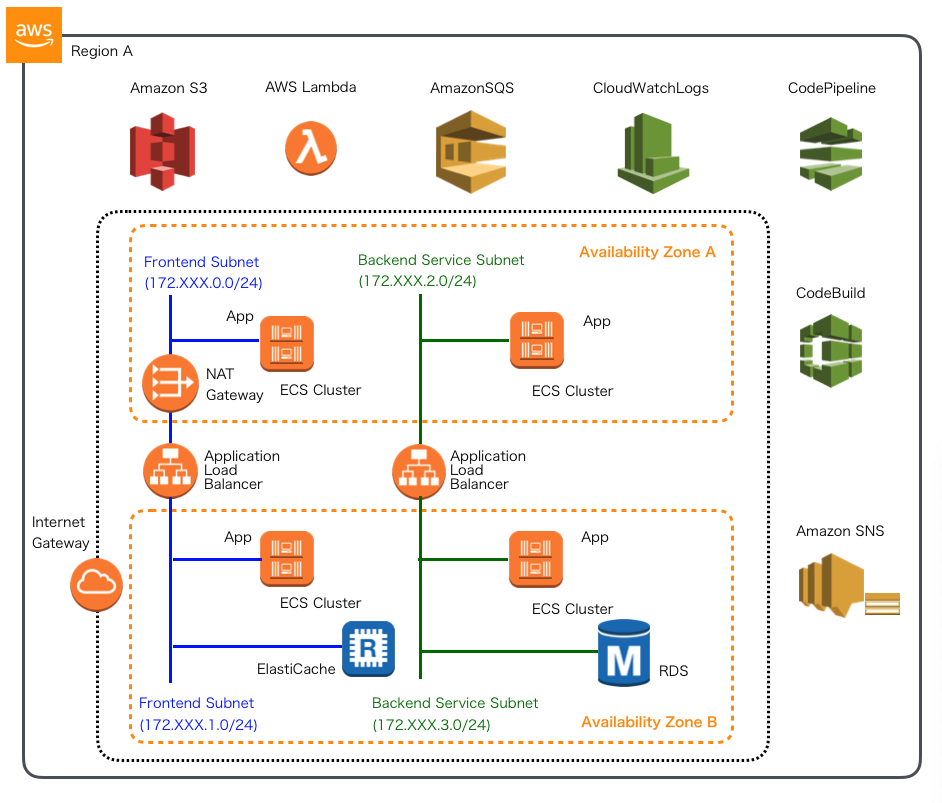 aws
Region A
Amazon S3
AWS Lambda
AmazonSQS
CloudWatchLogs
CodePipeline
Frontend Subnet
(172.XXX.0.0/24)
Backend Service Subnet
(172.XXX.2.0/24)
Availability Zone A
App
ECS Cluster
App
ECS Cluster
NAT
Gateway
CodeBuild
Application
Load
Balancer
Application
Load
Balancer
Internet
Gateway
App
ECS Cluster
App
ECS Cluster
Amazon SNS
R
ElastiCache
M
RDS
Frontend Subnet
(172.XXX.1.0/24)
Backend Service Subnet
(172.XXX.3.0/24)
Availability Zone B